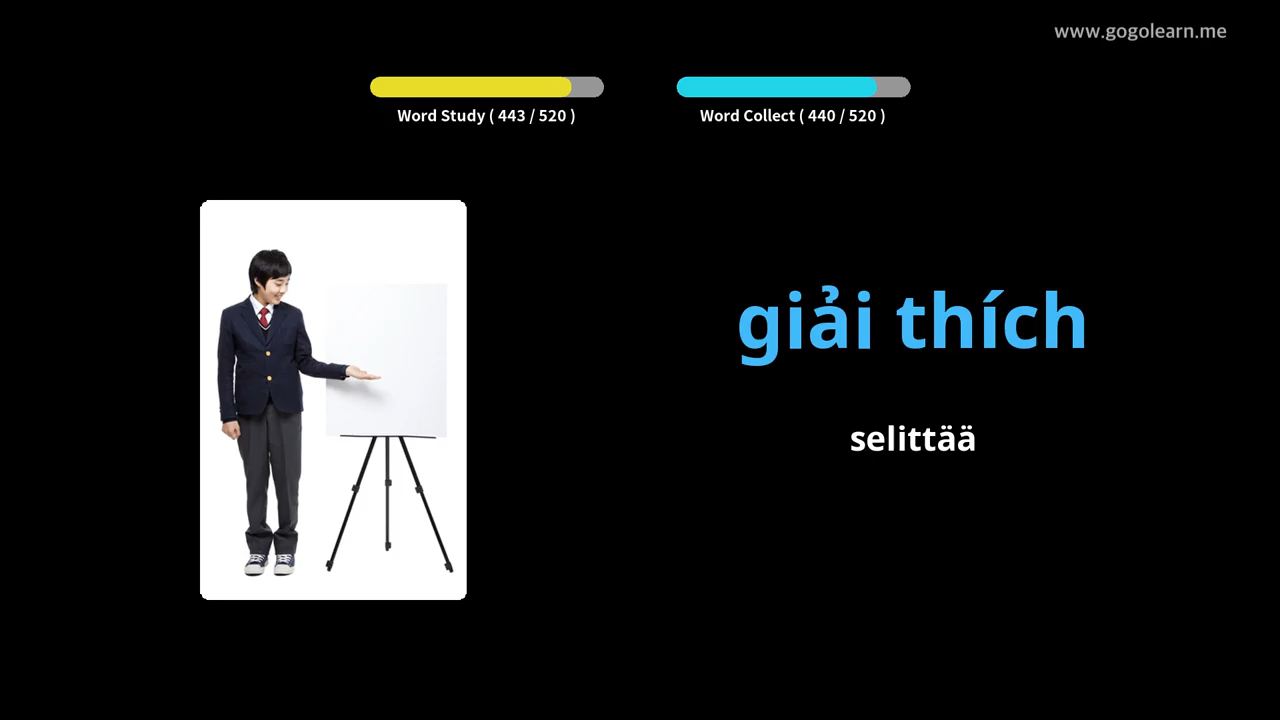 www.gogolearn.me
Word Study ( 443 / 520 )
Word Collect ( 440 / 520 )
giải thích
selittää